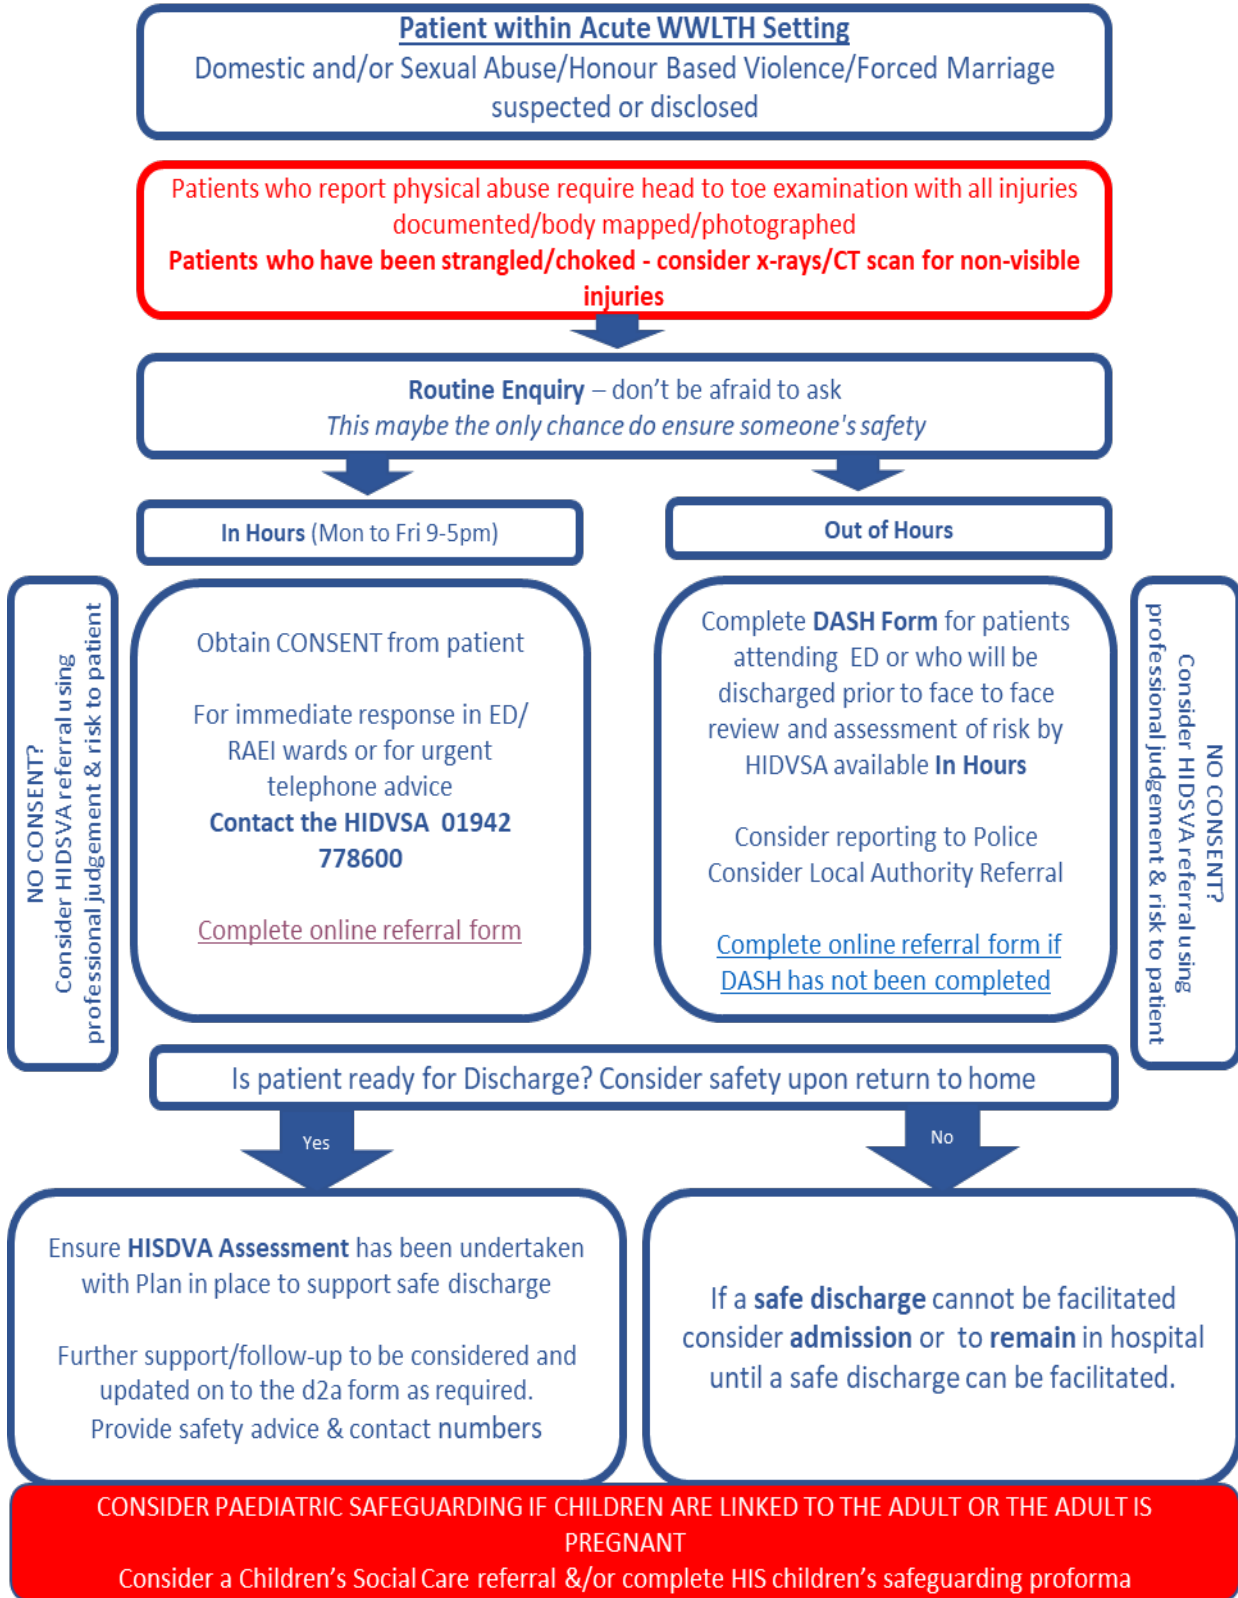 Patient within Acute WWLTH Setting
Domestic and/or Sexual Abuse/Honour Based Violence/Forced Marriage
suspected or disclosed
Patients who report physical abuse require head to toe examination with all injuries
documented/body mapped/photographed
Patients who have been strangled/choked - consider x-rays/CT scan for non-visible
injuries
Routine Enquiry – don't be afraid to ask
This maybe the only chance do ensure someone's safety
In Hours (Mon to Fri 9-5pm)
Out of Hours
NO CONSENT?
Consider HIDSVA referral using
professional judgement & risk to patient
Obtain CONSENT from patient
For immediate response in ED/
RAEI wards or for urgent
telephone advice
Contact the HIDVSA 01942
778600
Complete online referral form
Complete DASH Form for patients
attending ED or who will be
discharged prior to face to face
review and assessment of risk by
HIDVSA available In Hours
Consider reporting to Police
Consider Local Authority Referral
Complete online referral form if
DASH has not been completed
NO CONSENT?
Consider HIDSVA referral using
professional judgment & risk to patient
Is patient ready for Discharge? Consider safety upon return to home
Yes
No
Ensure HISDVA Assessment has been undertaken
with Plan in place to support safe discharge
Further support/follow-up to be considered and
updated on to the d2a form as required.
Provide safety advice & contact numbers
If a safe discharge cannot be facilitated
consider admission or to remain in hospital
until a safe discharge can be facilitated.
CONSIDER PAEDIATRIC SAFEGUARDING IF CHILDREN ARE LINKED TO THE ADULT OR THE ADULT IS
PREGNANT
Consider a Children's Social Care referral &/or complete HIS children's safeguarding proforma